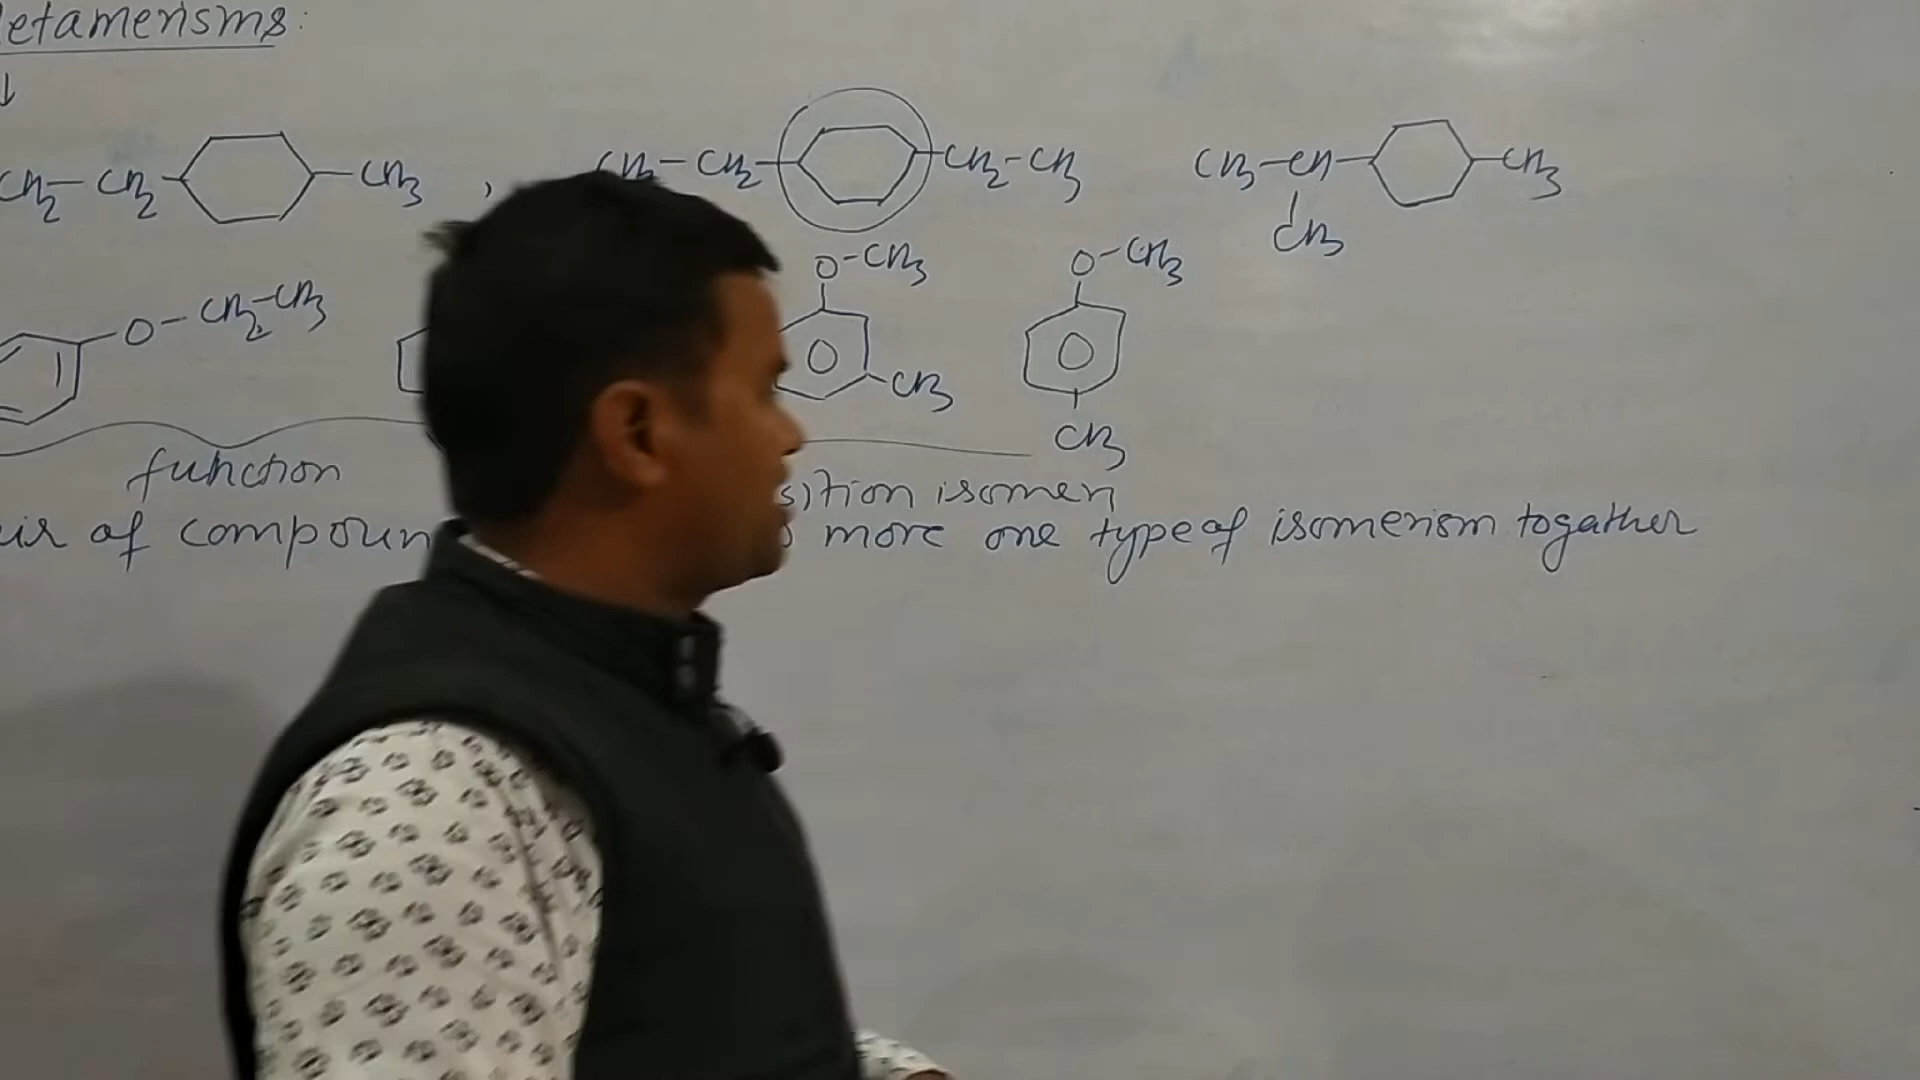 etamerisms:
CH2-CH2 CH3 , CH3-CH2 CH2-CH3 CH3-CH CH3
CH3
O-CH2-CH3 O-CH3 O-CH3
CH3
CH3
function sition isomer
of compoun more one type of isomerism togather